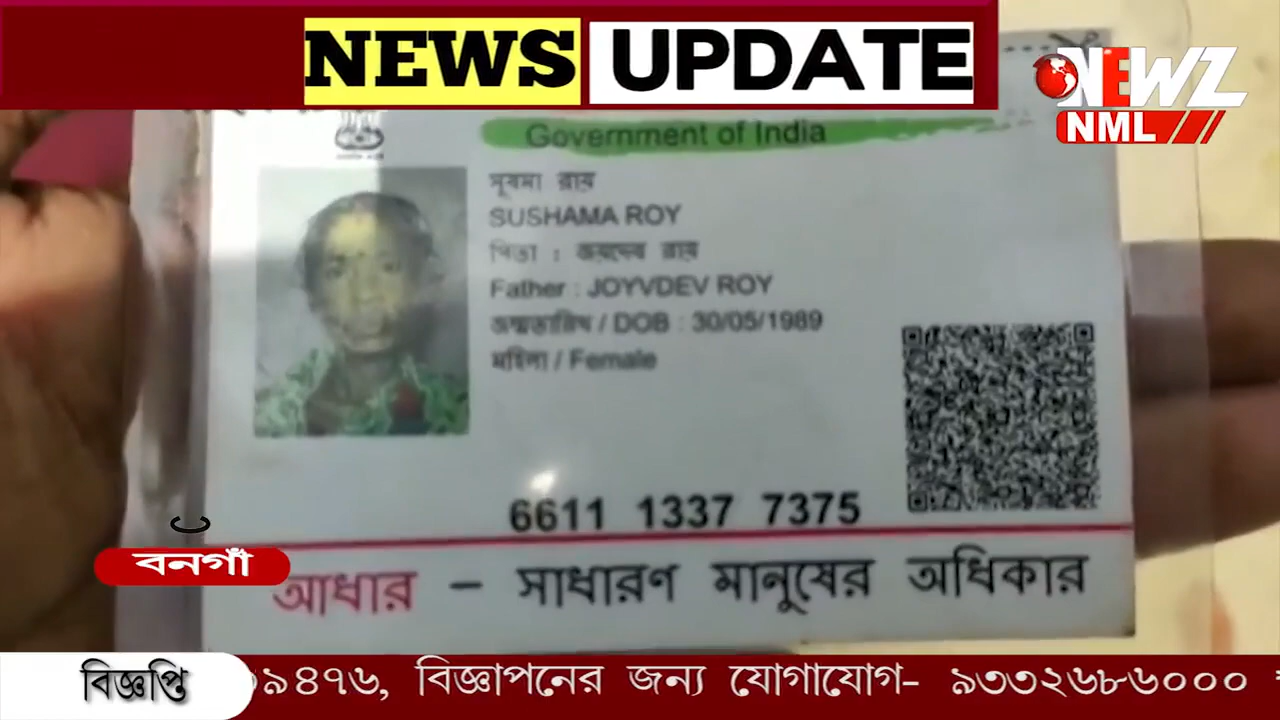 NEWS UPDATE
NEWZ
NML
Government of India
সুষমা রায়
SUSHAMA ROY
পিতা : জয়দেব রায়
Father : JOYVDEV ROY
জন্মতারিখ / DOB : 30/05/1989
মহিলা / Female
6611 1337 7375
বনগাঁ
আধার – সাধারণ মানুষের অধিকার
বিজ্ঞপ্তি
৯৪৭৬, বিজ্ঞাপনের জন্য যোগাযোগ- ৯৩৩২৬৮৬০০০